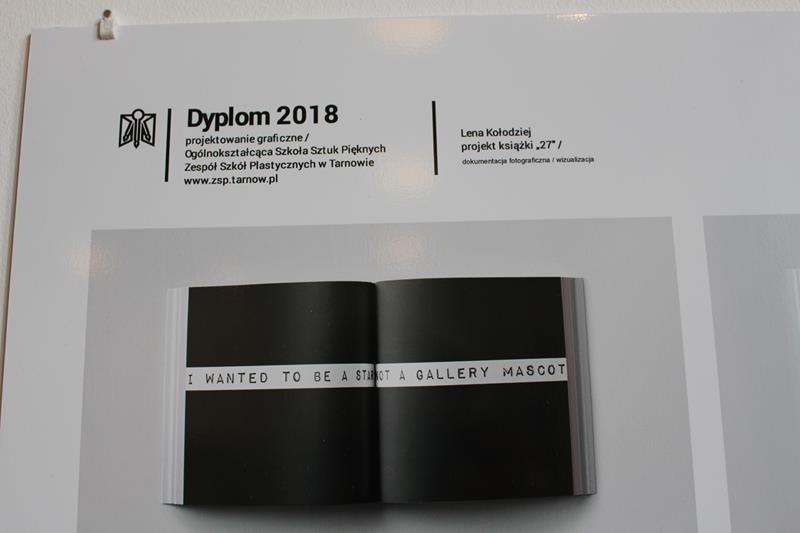 Dyplom 2018
projektowanie graficzne /
Ogólnokształcąca Szkoła Sztuk Pięknych
Zespół Szkół Plastycznych w Tarnowie
www.zsp.tarnow.pl
Lena Kołodziej
projekt książki „27” /
dokumentacja fotograficzna / wizualizacja
I WANTED TO BE A STAR NOT A GALLERY MASCOT